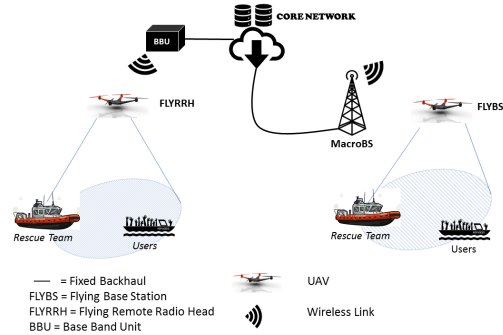 CORE NETWORK
BBU
FLYRRH
FLYBS
MacroBS
Rescue Team
Users
Rescue Team
Users
= Fixed Backhaul
UAV
FLYBS = Flying Base Station
FLYRRH = Flying Remote Radio Head
Wireless Link
BBU = Base Band Unit